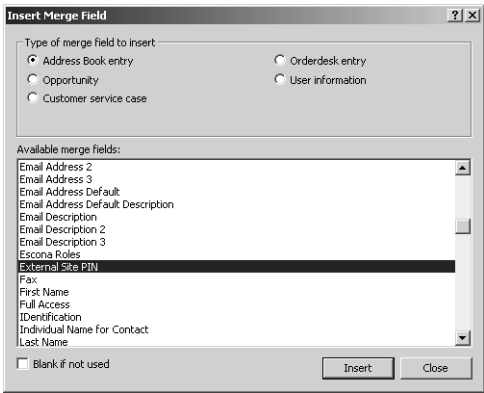 Insert Merge Field
Type of merge field to insert
Address Book entry
Orderdesk entry
Opportunity
User information
Customer service case
Available merge fields:
Email Address 2
Email Address 3
Email Address Default
Email Address Default Description
Email Description
Email Description 2
Email Description 3
Escona Roles
External Site PIN
Fax
First Name
Full Access
IDentification
Individual Name for Contact
Last Name
Blank if not used
Insert
Close